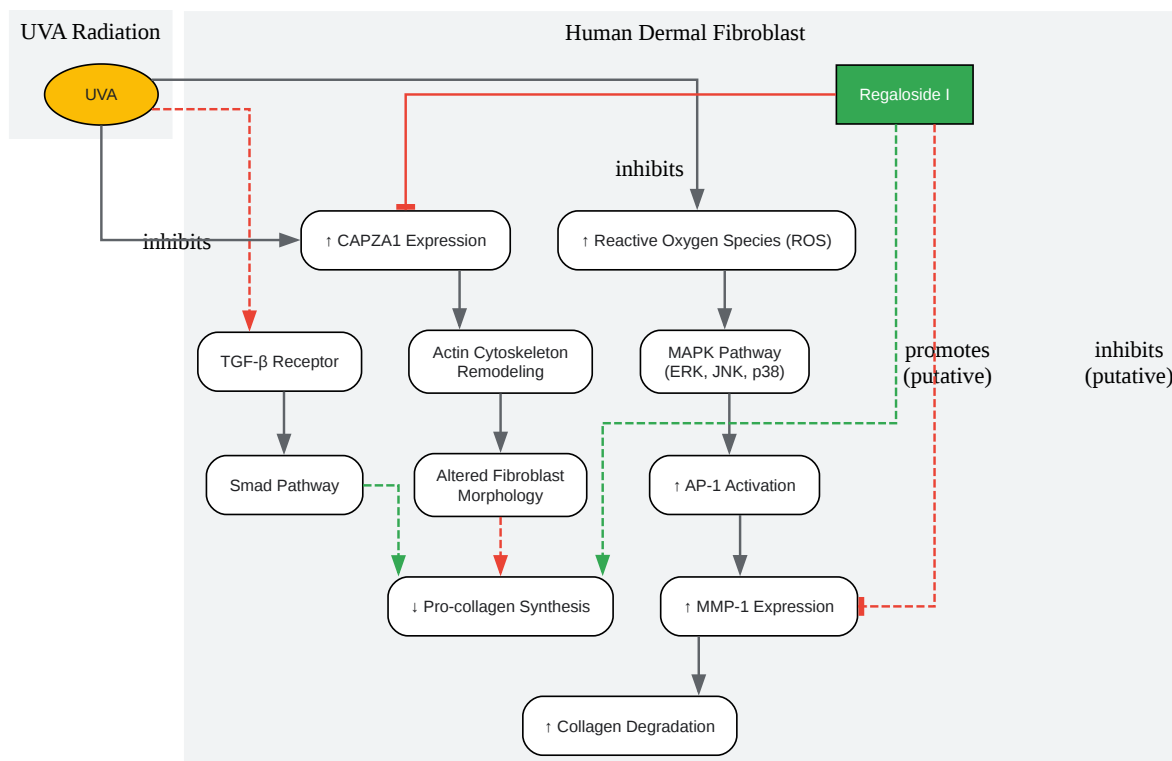 UVA Radiation
Human Dermal Fibroblast
UVA
Regaloside I
inhibits
inhibits
↑ CAPZA1 Expression
↑ Reactive Oxygen Species (ROS)
TGF-β Receptor
Actin Cytoskeleton
Remodeling
MAPK Pathway
(ERK, JNK, p38)
promotes
(putative)
inhibits
(putative)
Smad Pathway
Altered Fibroblast
Morphology
↑ AP-1 Activation
↓ Pro-collagen Synthesis
↑ MMP-1 Expression
↑ Collagen Degradation